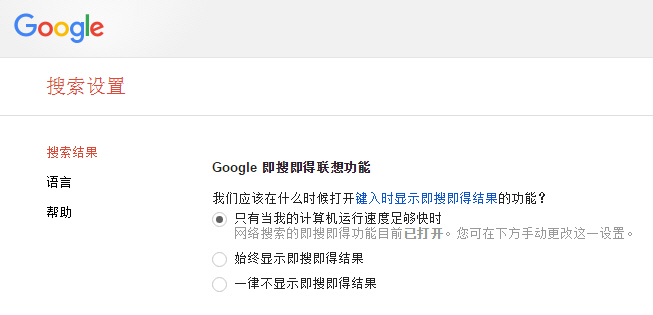 Google
搜索设置
搜索结果
语言
帮助
Google 即搜即得联想功能
我们应该在什么时候打开键入时显示即搜即得结果的功能？
只有当我的计算机运行速度足够快时
网络搜索的即搜即得功能目前已打开。您可在下方手动更改这一设置。
始终显示即搜即得结果
一律不显示即搜即得结果